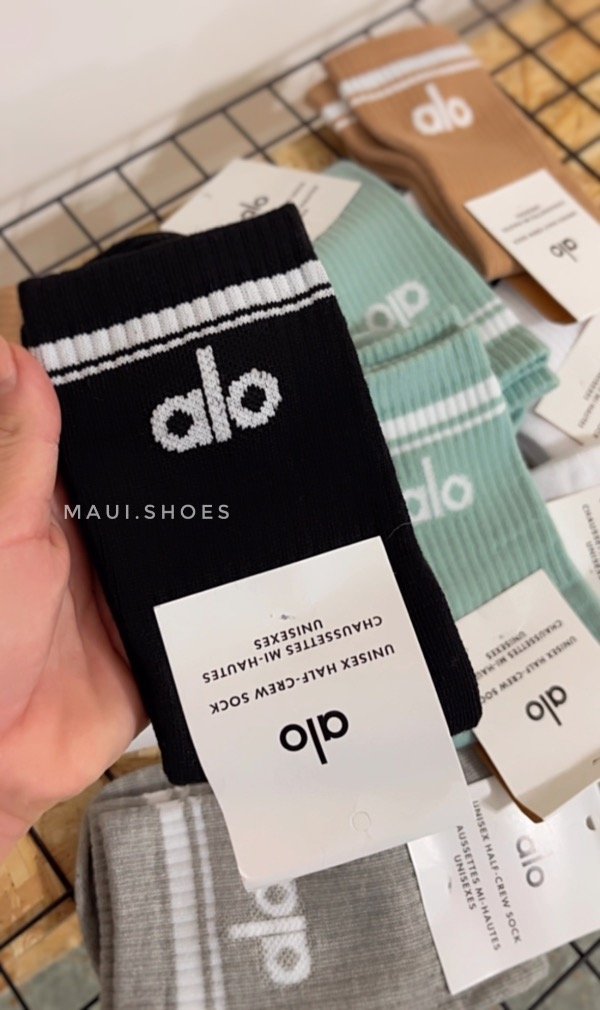 alo
alo
alo
alo
MAUI.SHOES
alo
UNISEX HALF-CREW SOCK
CHAUSSETTES MI-HAUTES
UNISEXES
alo
alo
UNISEX HALF-CREW SOCK
CHAUSSETTES MI-HAUTES
UNISEXES
alo
UNISEX HALF-CREW SOCK
AUSSETTES MI-HAUTES
UNISEXES
alo